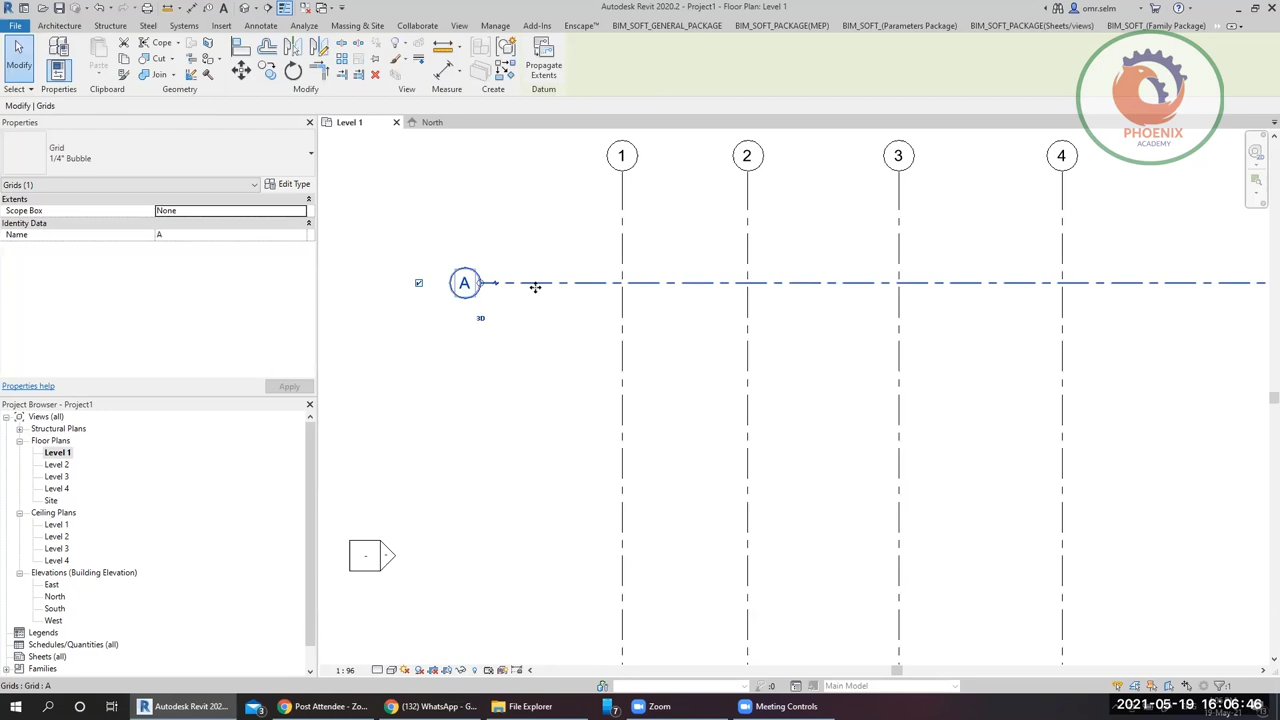 Autodesk Revit 2020.2 - Project1 - Floor Plan: Level 1
omr.selm
File Architecture Structure Steel Systems Insert Annotate Analyze Massing & Site Collaborate View Manage Add-Ins Enscape™ BIM_SOFT_GENERAL_PACKAGE BIM_SOFT_PACKAGE(MEP) BIM_SOFT_PACKAGE(Parameters Package) BIM_SOFT_PACKAGE(Sheets/views) BIM_SOFT_(Family Package)
Modify
Paste
Cope
Cut
Join
Propagate
Extents
Select Properties Clipboard Geometry Modify View Measure Create Datum
PHOENIX
ACADEMY
Modify | Grids
Properties
Level 1
North
Grid
1/4" Bubble
Grids (1)
Edit Type
Extents
Scope Box None
Identity Data
Name A
Properties help
Apply
1 2 3 4
A
3D
Project Browser - Project1
Views (all)
Structural Plans
Floor Plans
Level 1
Level 2
Level 3
Level 4
Site
Ceiling Plans
Level 1
Level 2
Level 3
Level 4
Elevations (Building Elevation)
East
North
South
West
Legends
Schedules/Quantities (all)
Sheets (all)
Families
1 : 96
Grids : Grid : A
:0
Main Model
:1
Autodesk Revit 202...
3
Post Attendee - Zo...
(132) WhatsApp - G...
File Explorer
7
Zoom
Meeting Controls
2021-05-19 16:06:46